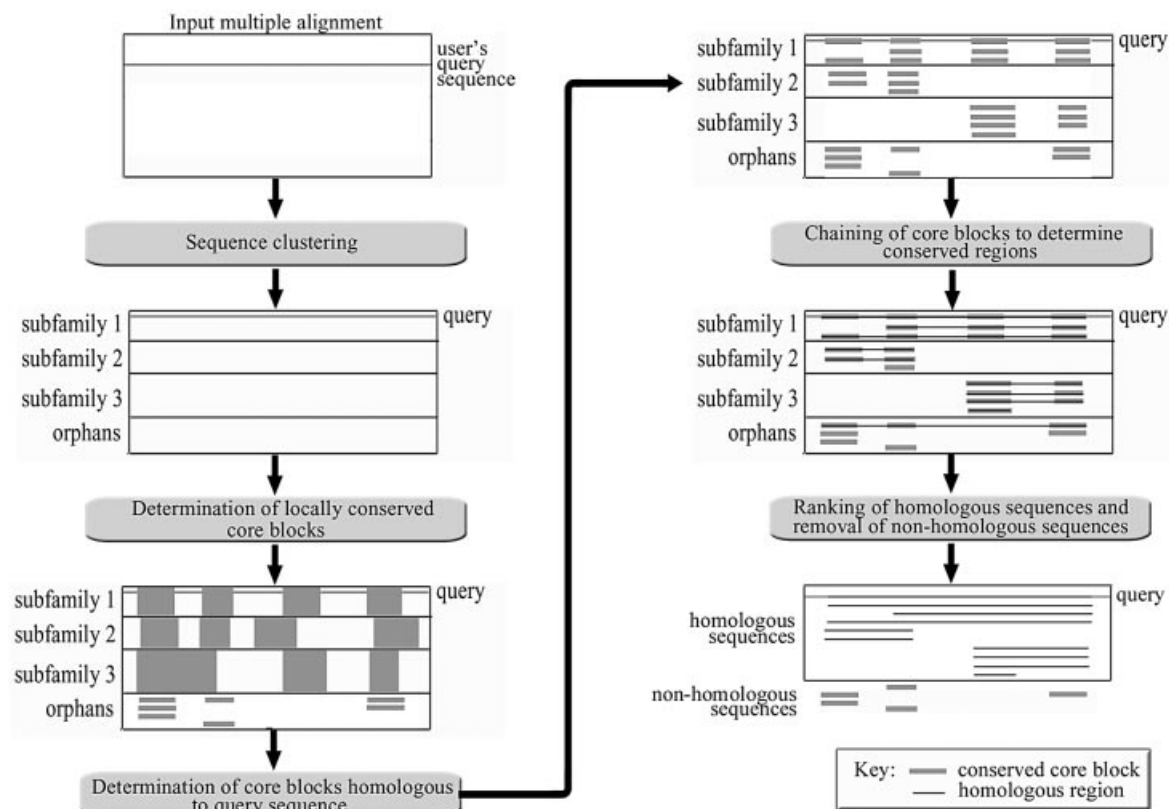 Input multiple alignment
user's
query
sequence
Sequence clustering
subfamily 1
query
subfamily 2
subfamily 3
orphans
Determination of locally conserved
core blocks
subfamily 1
query
subfamily 2
subfamily 3
orphans
Determination of core blocks homologous
to query sequence
subfamily 1
query
subfamily 2
subfamily 3
orphans
Chaining of core blocks to determine
conserved regions
subfamily 1
query
subfamily 2
subfamily 3
orphans
Ranking of homologous sequences and
removal of non-homologous sequences
query
homologous
sequences
non-homologous
sequences
Key:
conserved core block
homologous region